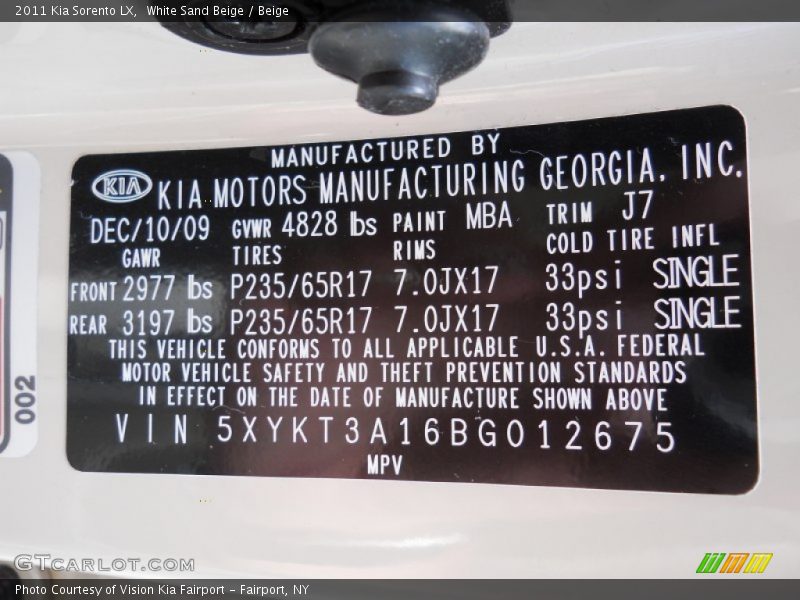 2011 Kia Sorento LX, White Sand Beige / Beige
MANUFACTURED BY
KIA KIA MOTORS MANUFACTURING GEORGIA, INC.
DEC/10/09 GVWR 4828 lbs PAINT MBA TRIM J7
GAWR TIRES RIMS COLD TIRE INFL
FRONT 2977 lbs P235/65R17 7.0JX17 33psi SINGLE
REAR 3197 lbs P235/65R17 7.0JX17 33psi SINGLE
THIS VEHICLE CONFORMS TO ALL APPLICABLE U.S.A. FEDERAL
MOTOR VEHICLE SAFETY AND THEFT PREVENTION STANDARDS
IN EFFECT ON THE DATE OF MANUFACTURE SHOWN ABOVE
VIN 5XYKT3A16BG012675
MPV
002
GTCARLOT.COM
Photo Courtesy of Vision Kia Fairport - Fairport, NY